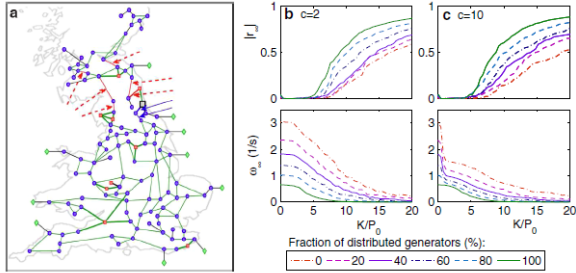 a
b c=2
c c=10
|r∞|
1
0.5
0
1
0.5
0
ω∞ (1/s)
3
2
1
0
3
2
1
0
0 5 10 15 20
0 5 10 15 20
K/P₀
K/P₀
Fraction of distributed generators (%):
0 20 40 60 80 100